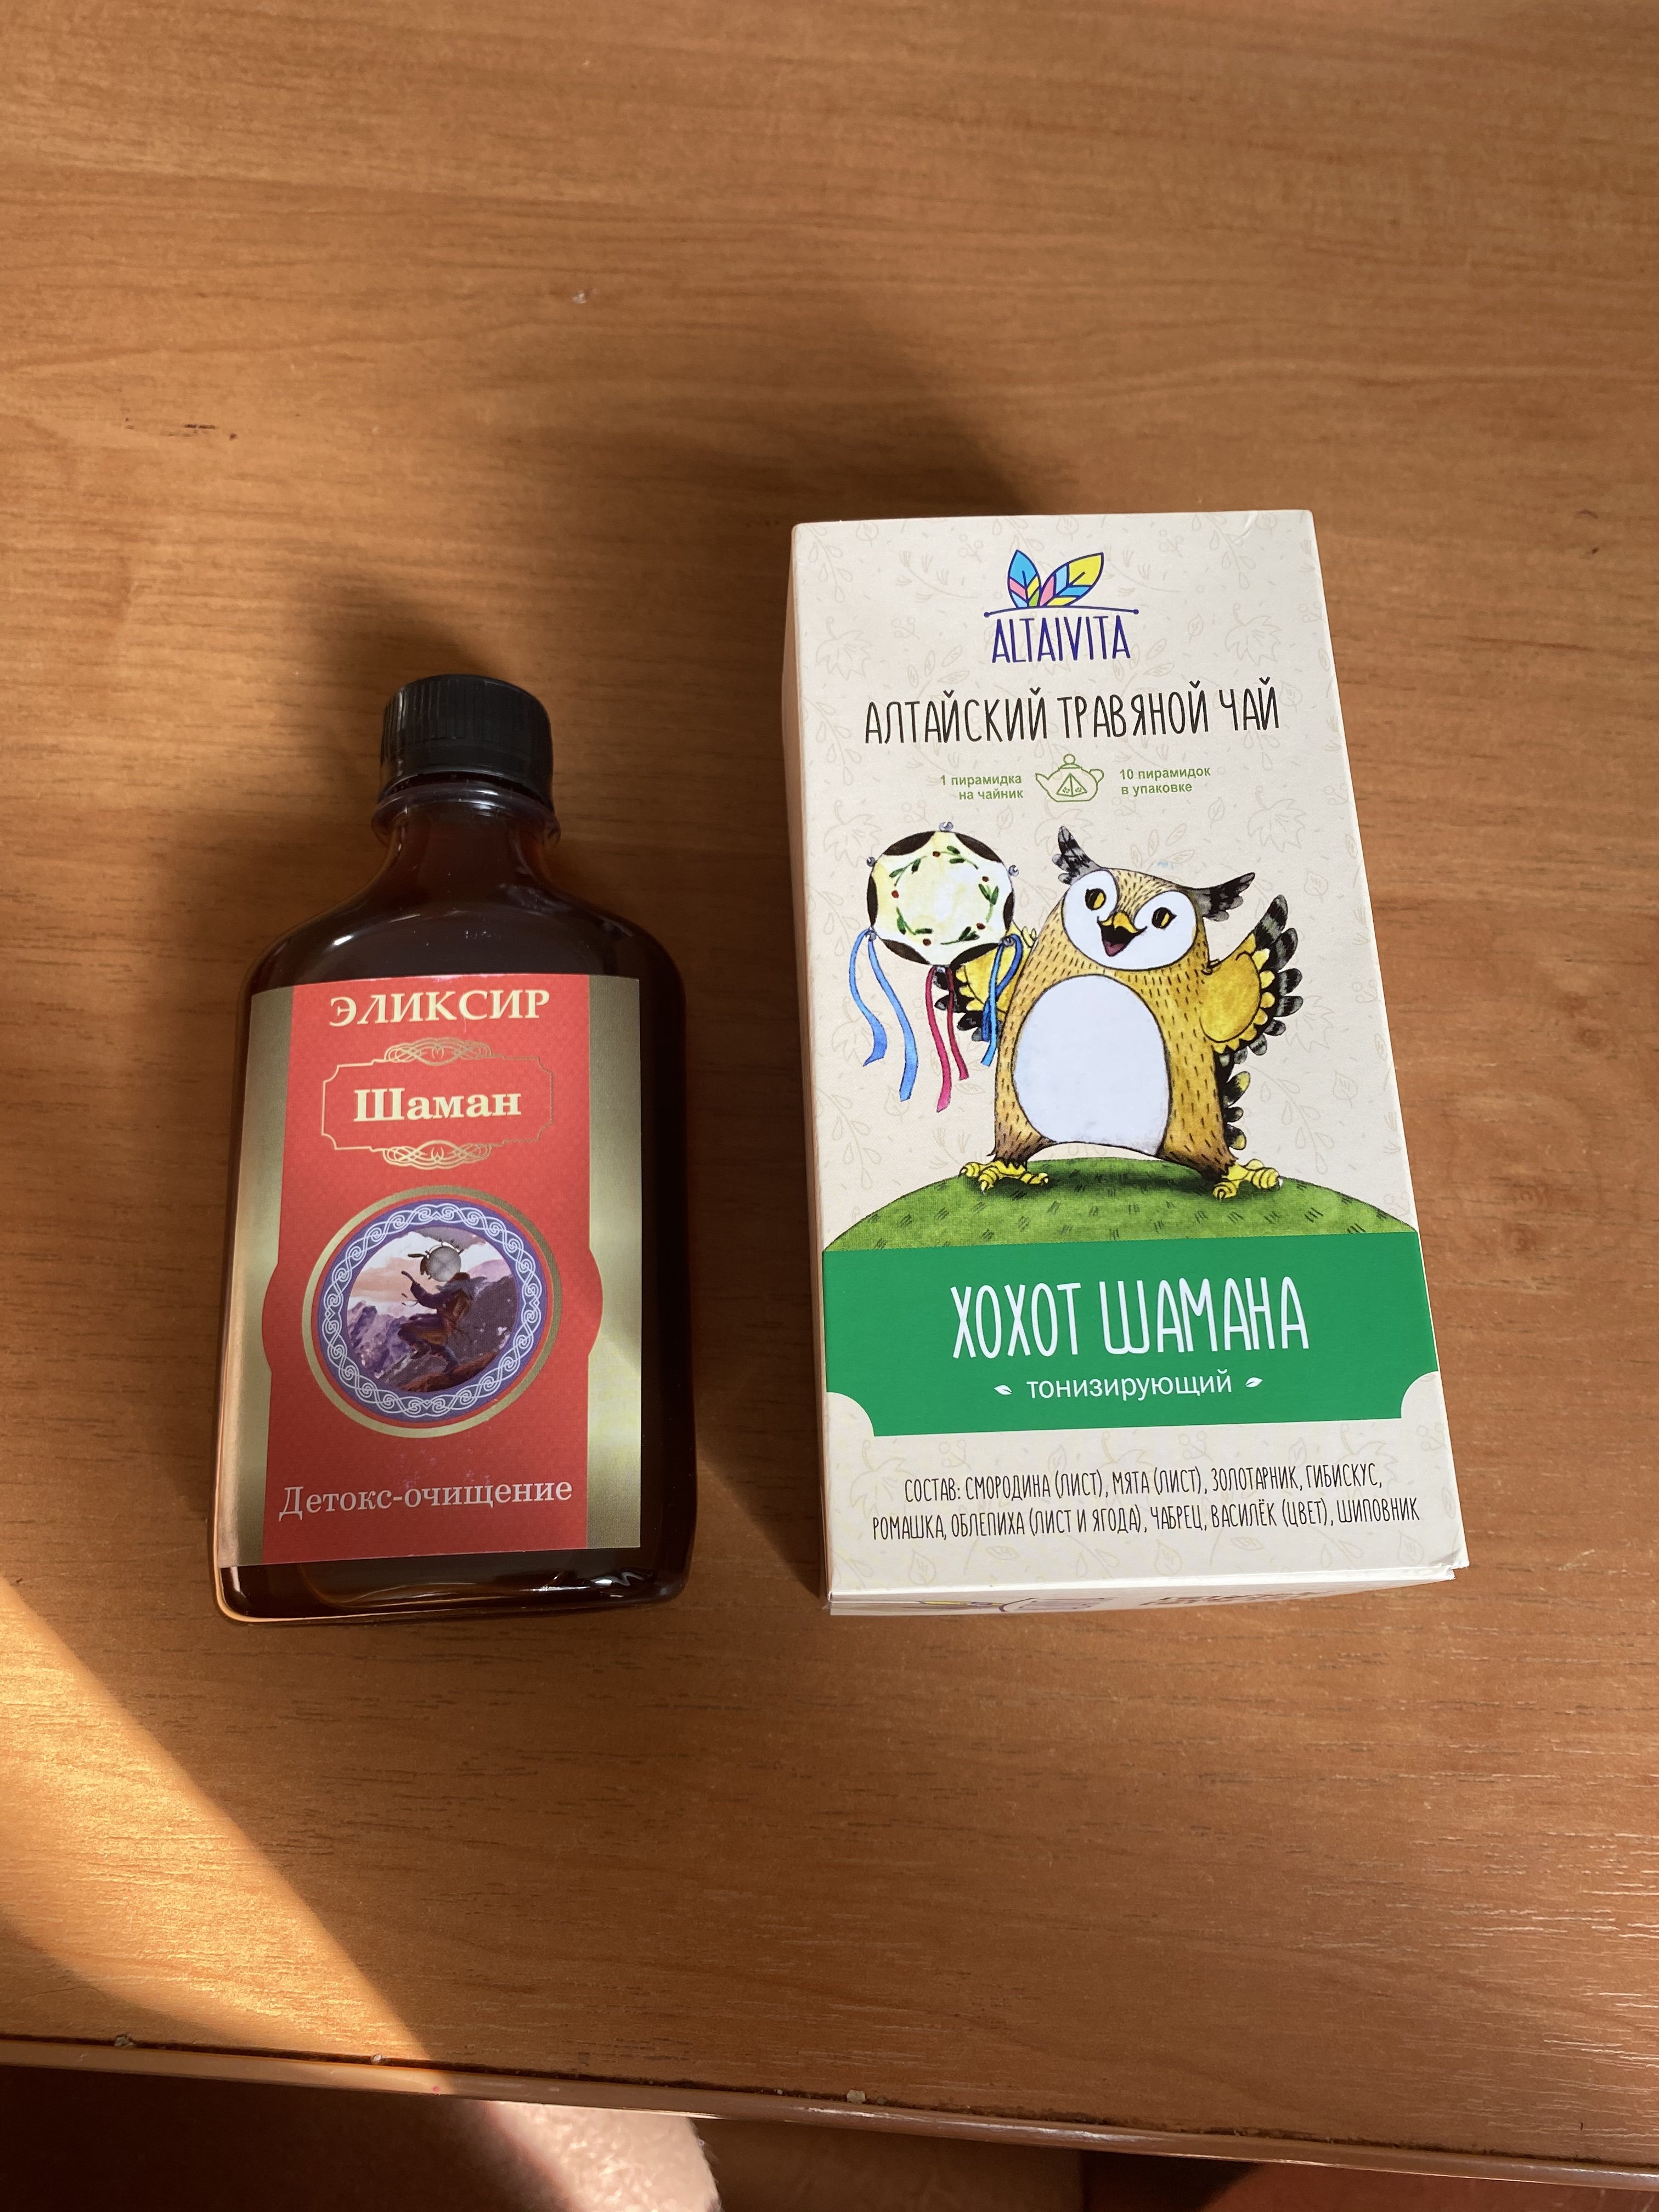 ЭЛИКСИР
Шаман
Детокс-очищение
ALTAIVITA
АЛТАЙСКИЙ ТРАВЯНОЙ ЧАЙ
1 пирамидка
на чайник
10 пирамидок
в упаковке
ХОХОТ ШАМАНА
тонизирующий
СОСТАВ: СМОРОДИНА (ЛИСТ), МЯТА (ЛИСТ), ЗОЛОТАРНИК, ГИБИСКУС,
РОМАШКА, ОБЛЕПИХА (ЛИСТ И ЯГОДА), ЧАБРЕЦ, ВАСИЛЁК (ЦВЕТ), ШИПОВНИК